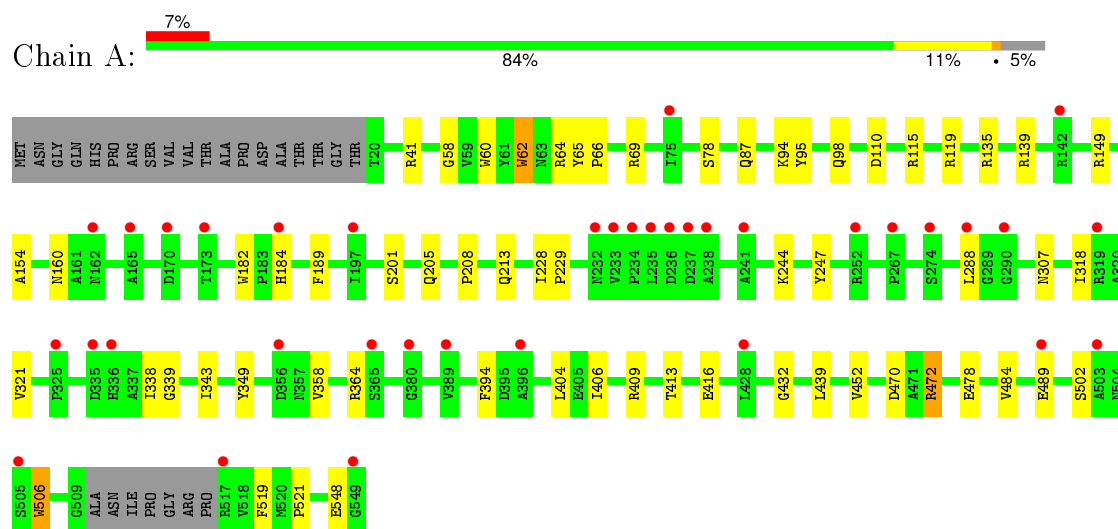 7%
Chain A:
84% 11% • 5%
MET ASN GLY GLN HIS PRO ARG SER VAL VAL THR ALA PRO ASP ALA THR THR GLY THR T20 R41 G58 V59 W60 Y61 W62 N63 R64 Y65 P66 R69 I75 S78 Q87 K94 Y95 Q98 D110 R115 R119 R135 R139 R142 R149
A154 N160 A161 N162 A165 D170 T173 W182 P183 H184 F189 I197 S201 Q205 P208 Q213 I228 P229 N232 V233 P234 L235 D236 D237 A238 A241 K244 Y247 R252 P267 S274 L288 G289 G290 N307 I318 R319 A320
V321 P325 D335 H336 A337 I338 G339 I343 Y349 D356 N357 V358 R364 S365 G380 V389 F394 D395 A396 L404 E405 I406 R409 T413 E416 L428 G432 L439 V452 D470 A471 R472 E478 V484 E489 S502 A503 N504
S505 W506 G509 ALA ASN ILE PRO GLY ARG PRO R517 V518 F519 M520 P521 E548 G549